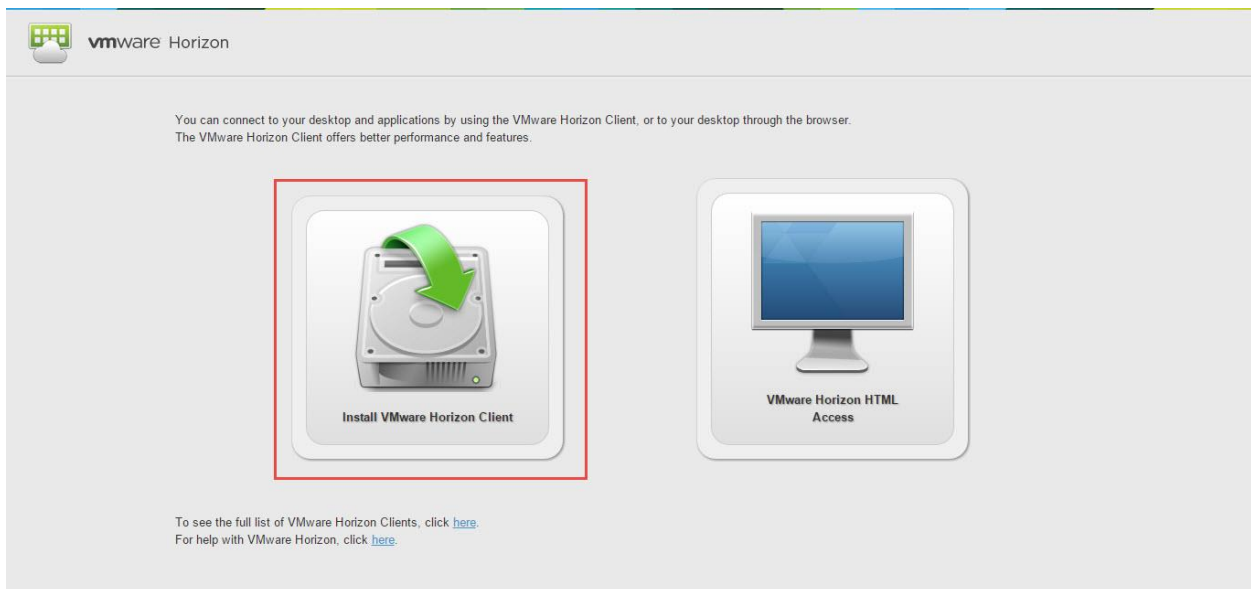 vmware Horizon
You can connect to your desktop and applications by using the VMware Horizon Client, or to your desktop through the browser.
The VMware Horizon Client offers better performance and features.
Install VMware Horizon Client
VMware Horizon HTML
Access
To see the full list of VMware Horizon Clients, click here.
For help with VMware Horizon, click here.